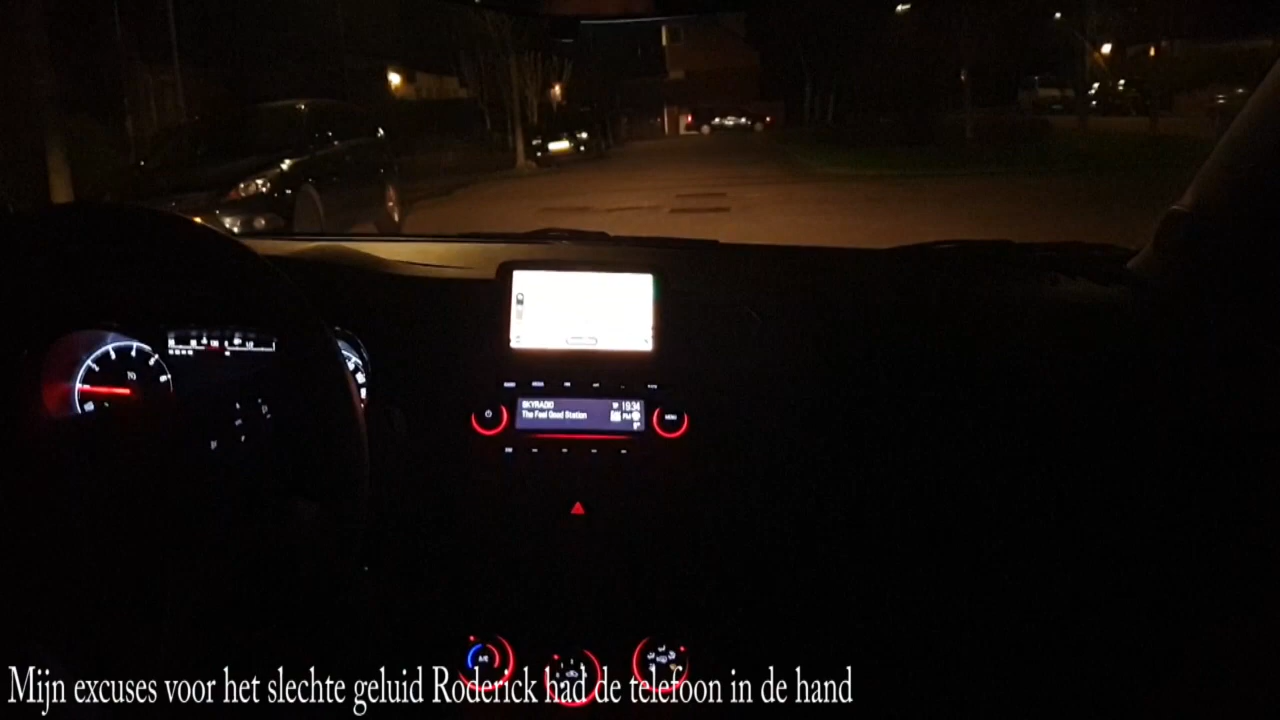 SKYRADIO 19:34
The Feel Good Station
MENU
Mijn excuses voor het slechte geluid Roderick had de telefoon in de hand